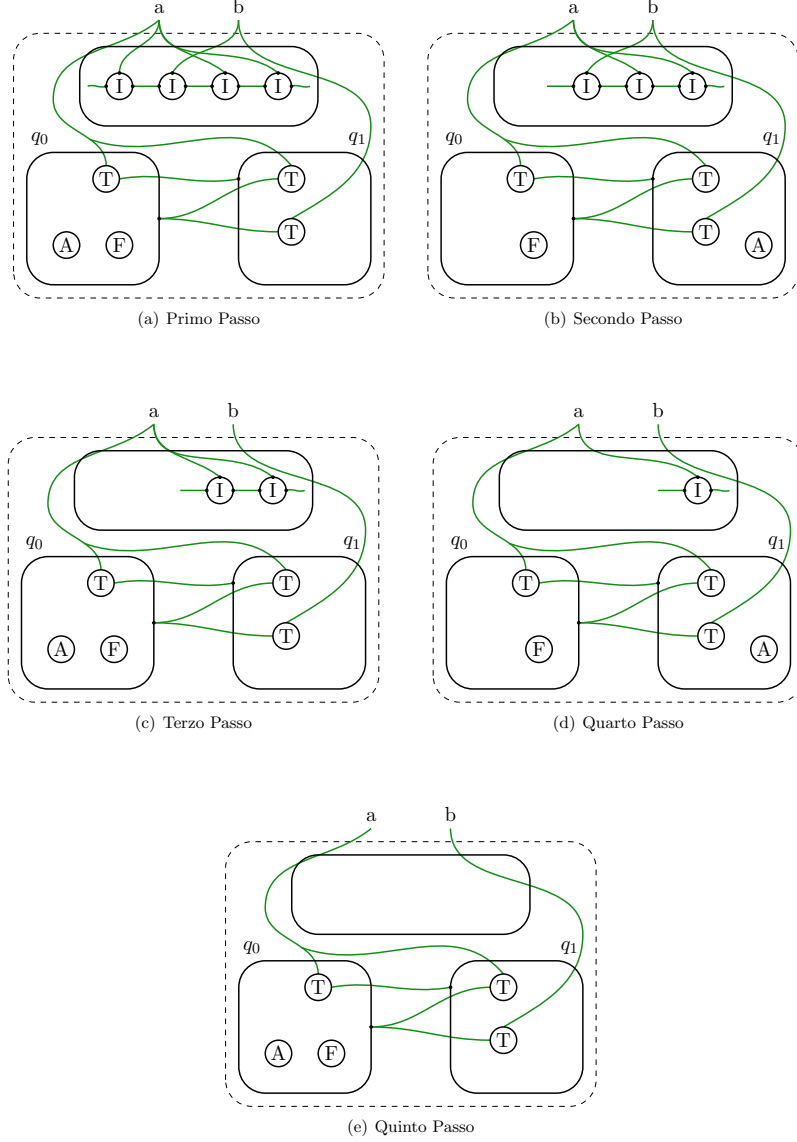 a b
I I I I
q0 q1
T T
T
A F
(a) Primo Passo
a b
I I I
q0 q1
T T
T
F A
(b) Secondo Passo
a b
I I
q0 q1
T T
T
A F
(c) Terzo Passo
a b
I
q0 q1
T T
T
F A
(d) Quarto Passo
a b
q0 q1
T T
T
A F
(e) Quinto Passo